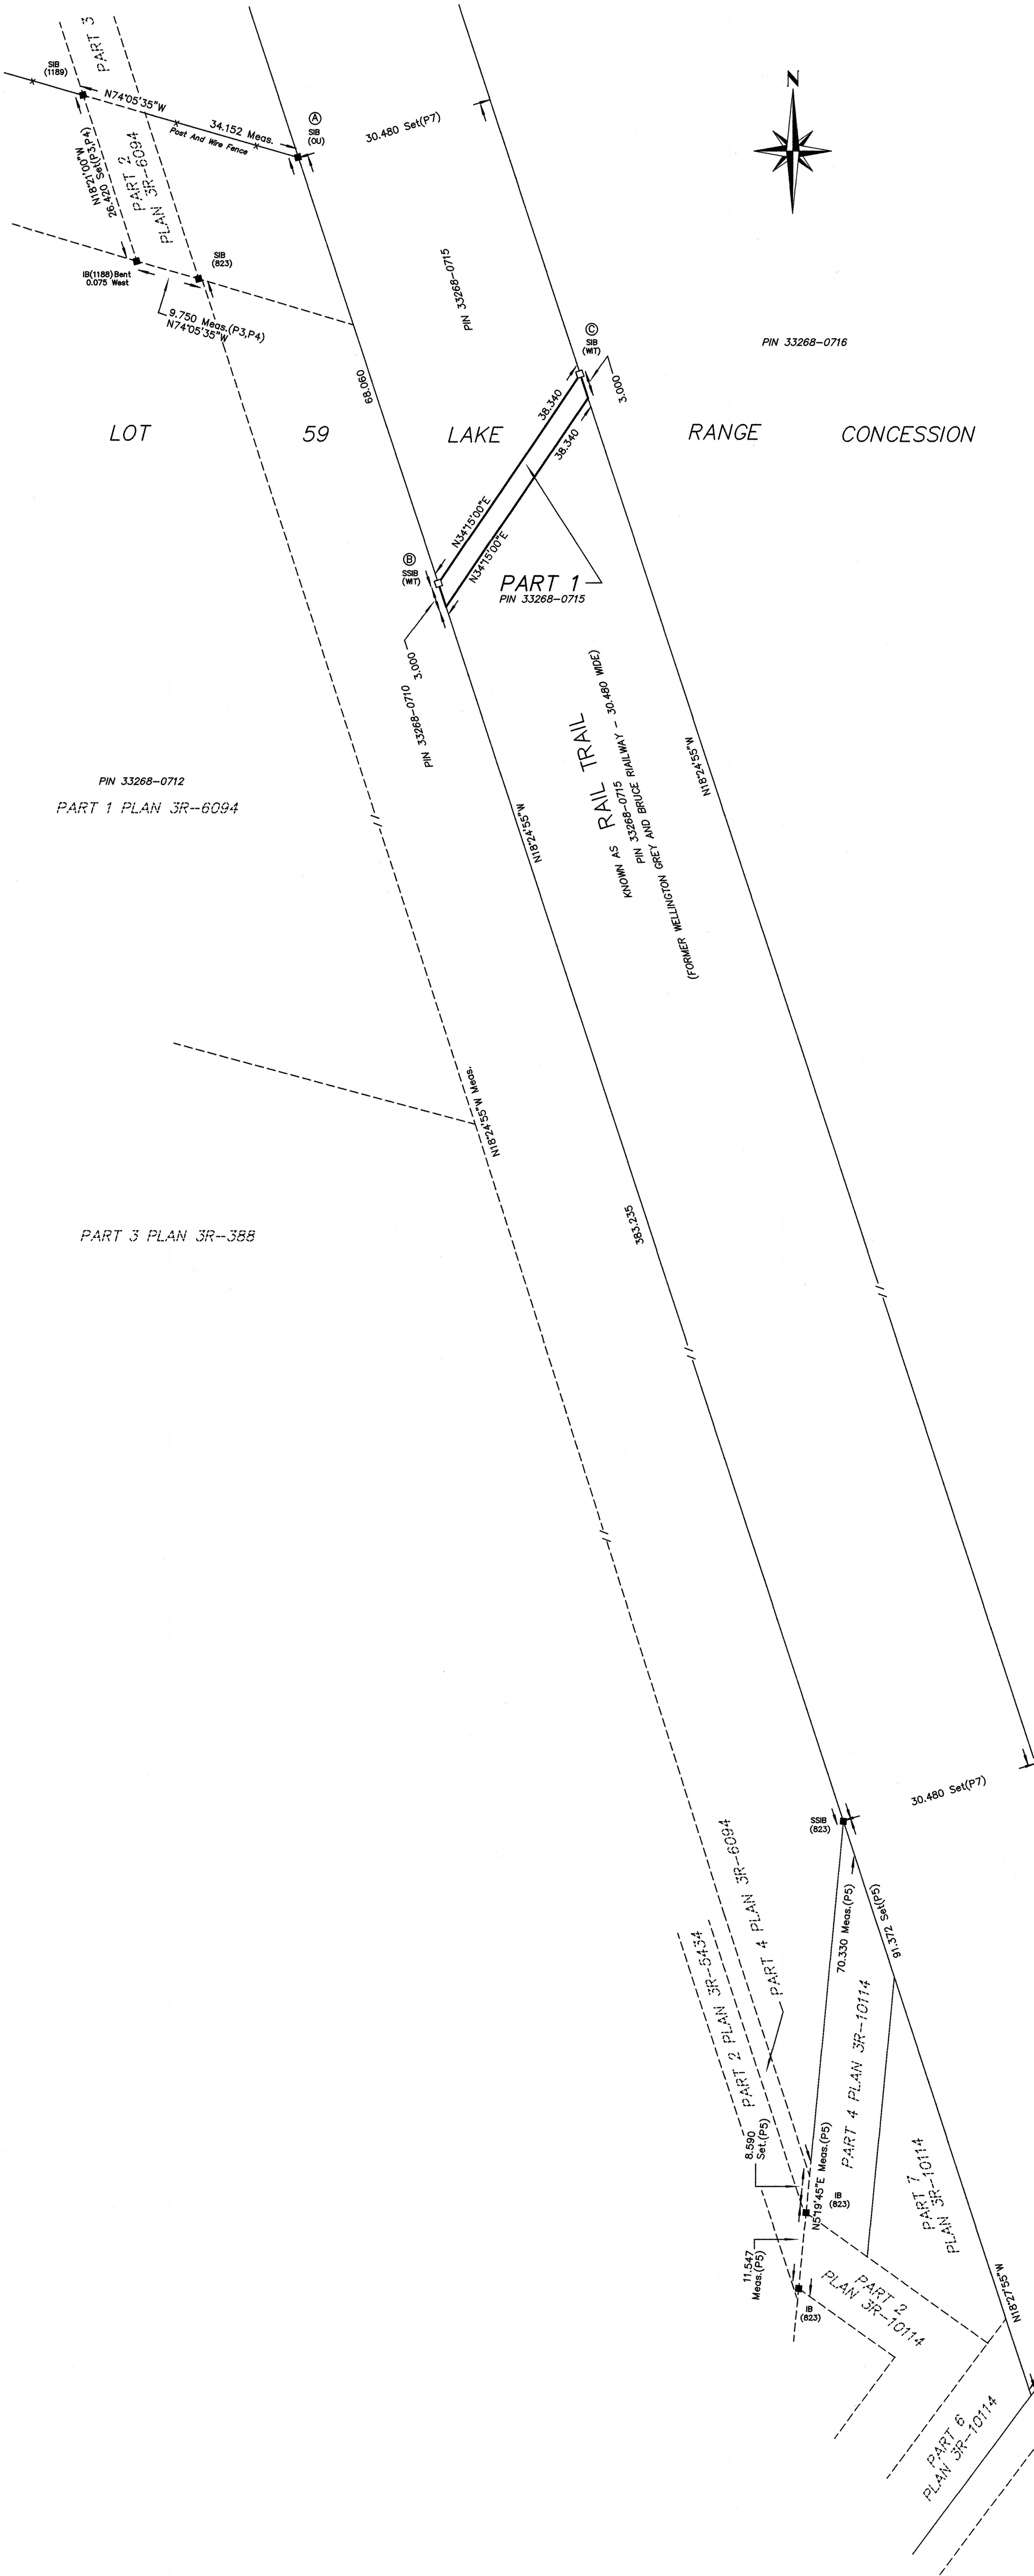 PART 3
SIB
(1189)
N74°05'35"W
34.152 Meas.
Post And Wire Fence
Ⓐ
SIB
(OU)
30.480 Set(P7)
N
N18°21'00"W
26.420 Set(P3,P4)
PART 2
PLAN 3R-6094
SIB
(823)
IB(1188)Bent
0.075 West
9.750 Meas.(P3,P4)
N74°05'35"W
PIN 33268-0715
Ⓒ
SIB
(WIT)
PIN 33268-0716
3.000
68.060
38.340
38.340
LOT 59 LAKE RANGE CONCESSION
N34°15'00"E
N34°15'00"E
Ⓑ
SSIB
(WIT)
PART 1
PIN 33268-0715
3.000
PIN 33268-0710
KNOWN AS RAIL TRAIL
PIN 33268-0715
(FORMER WELLINGTON GREY AND BRUCE RIAILWAY - 30.480 WIDE)
N18°24'55"W
PIN 33268-0712
PART 1 PLAN 3R-6094
N18°24'55"W
N18°24'55"W Meas.
383.235
PART 3 PLAN 3R-388
30.480 Set(P7)
SSIB
(823)
PART 4 PLAN 3R-6094
70.330 Meas.(P5)
91.372 Set(P5)
PART 2 PLAN 3R-5434
PART 4 PLAN 3R-10114
8.590
Set.(P5)
N5°19'45"E Meas.(P5)
IB
(823)
PART 7
PLAN 3R-10114
11.547
Meas.(P5)
IB
(823)
PART 2
PLAN 3R-10114
N18°27'55"W
PART 6
PLAN 3R-10114